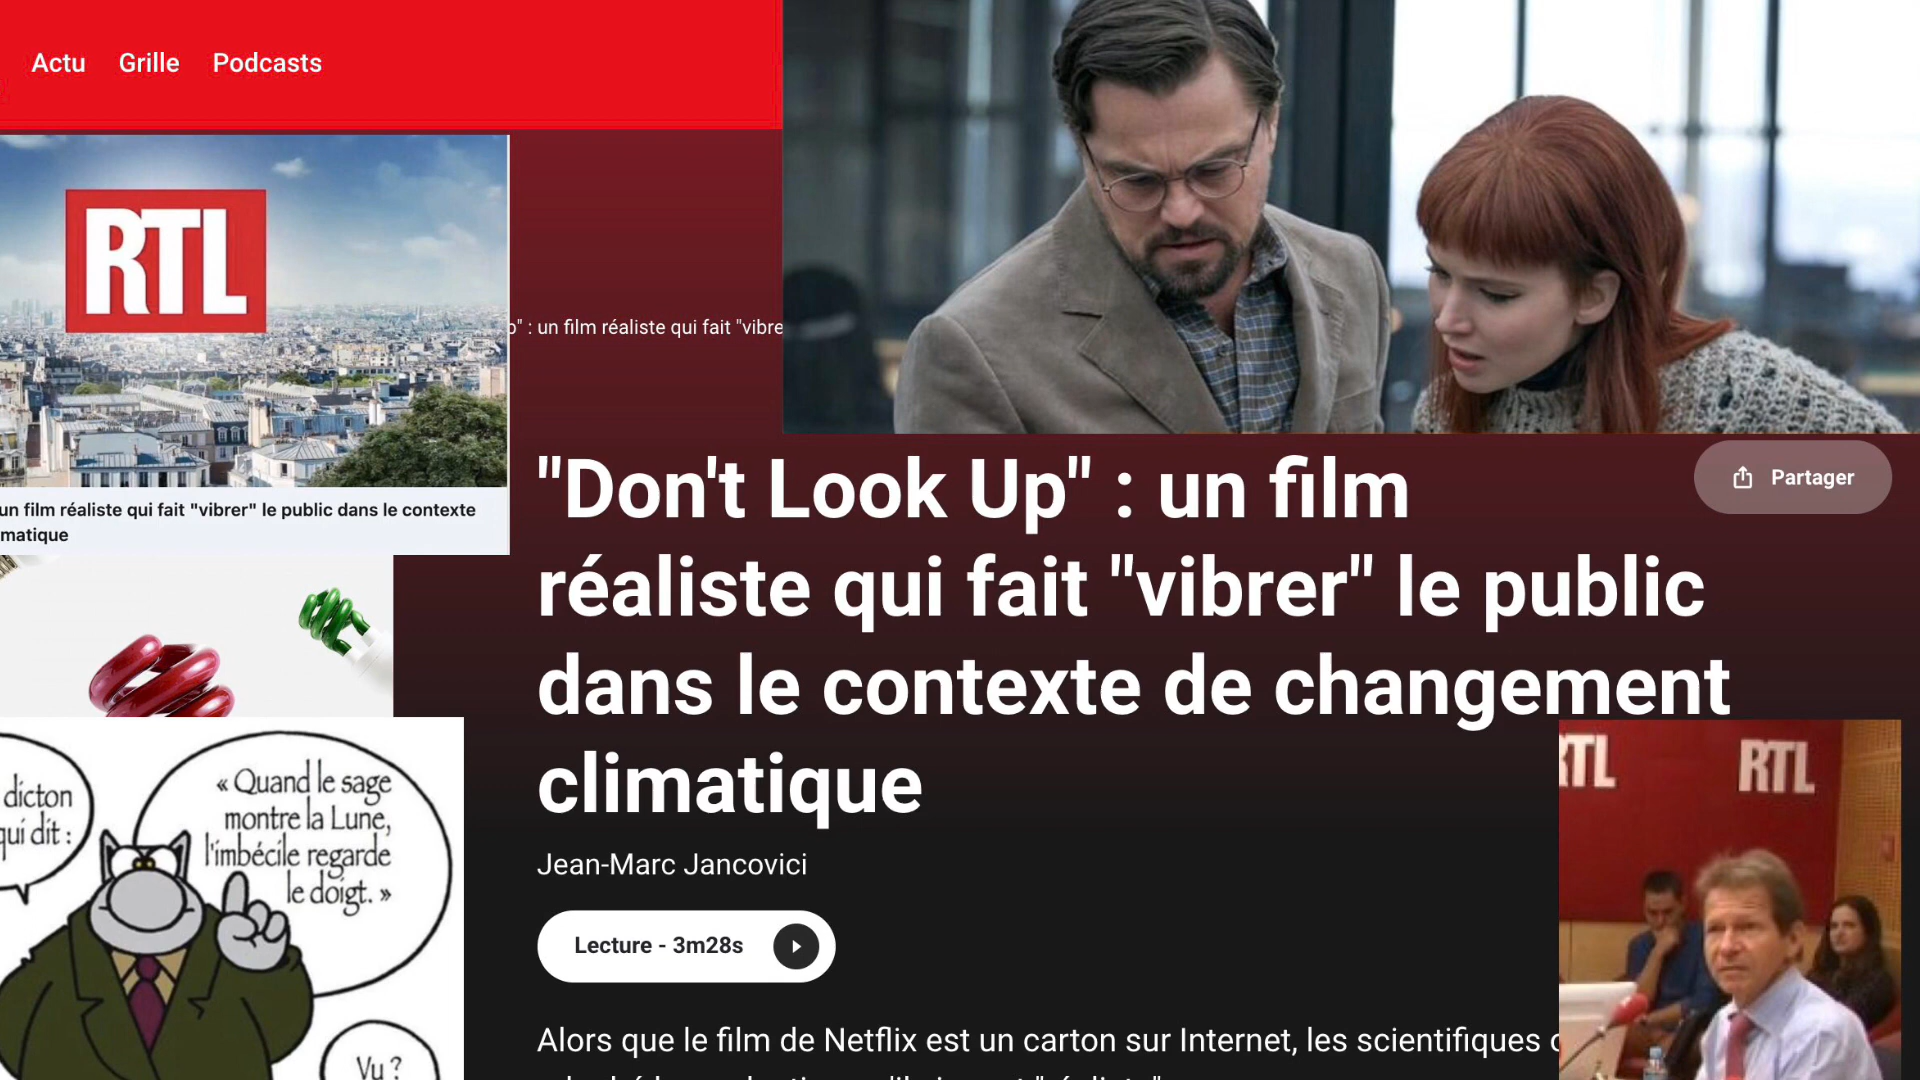 Actu Grille Podcasts
RTL
" : un film réaliste qui fait "vibre
un film réaliste qui fait "vibrer" le public dans le contexte
matique
"Don't Look Up" : un film
réaliste qui fait "vibrer" le public
dans le contexte de changement
climatique
Partager
Jean-Marc Jancovici
Lecture - 3m28s
Alors que le film de Netflix est un carton sur Internet, les scientifiques
dicton
qui dit :
« Quand le sage
montre la Lune,
l'imbécile regarde
le doigt. »
Vu ?
RTL
RTL